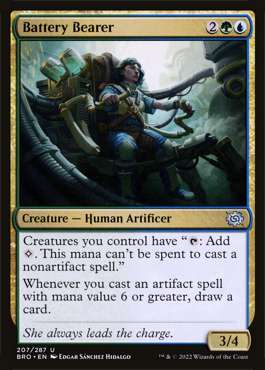 Battery Bearer 2
Creature — Human Artificer
Creatures you control have “: Add
. This mana can't be spent to cast a
nonartifact spell.”
Whenever you cast an artifact spell
with mana value 6 or greater, draw a
card.
She always leads the charge.
3/4
207/287 U
BRO • EN EDGAR SÁNCHEZ HIDALGO ™ & © 2022 Wizards of the Coast